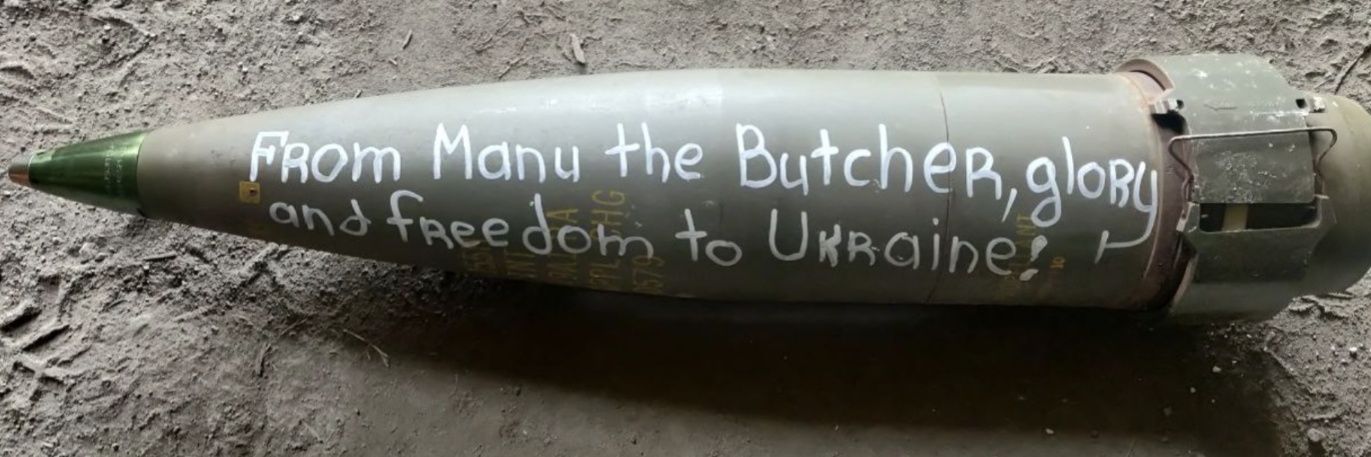 From Manu the Butcher, glory
and freedom to Ukraine!